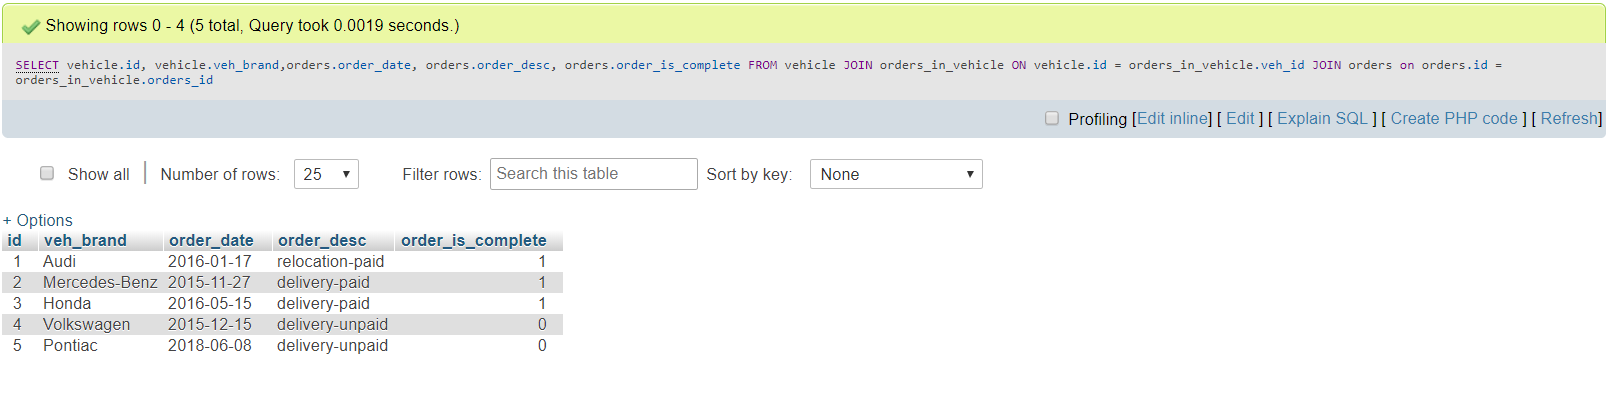 Showing rows 0 - 4 (5 total, Query took 0.0019 seconds.)
SELECT vehicle.id, vehicle.veh_brand,orders.order_date, orders.order_desc, orders.order_is_complete FROM vehicle JOIN orders_in_vehicle ON vehicle.id = orders_in_vehicle.veh_id JOIN orders on orders.id =
orders_in_vehicle.orders_id
Profiling [Edit inline] [ Edit ] [ Explain SQL ] [ Create PHP code ] [ Refresh]
Show all | Number of rows: 25 Filter rows: Search this table Sort by key: None
+ Options
id veh_brand order_date order_desc order_is_complete
1 Audi 2016-01-17 relocation-paid 1
2 Mercedes-Benz 2015-11-27 delivery-paid 1
3 Honda 2016-05-15 delivery-paid 1
4 Volkswagen 2015-12-15 delivery-unpaid 0
5 Pontiac 2018-06-08 delivery-unpaid 0